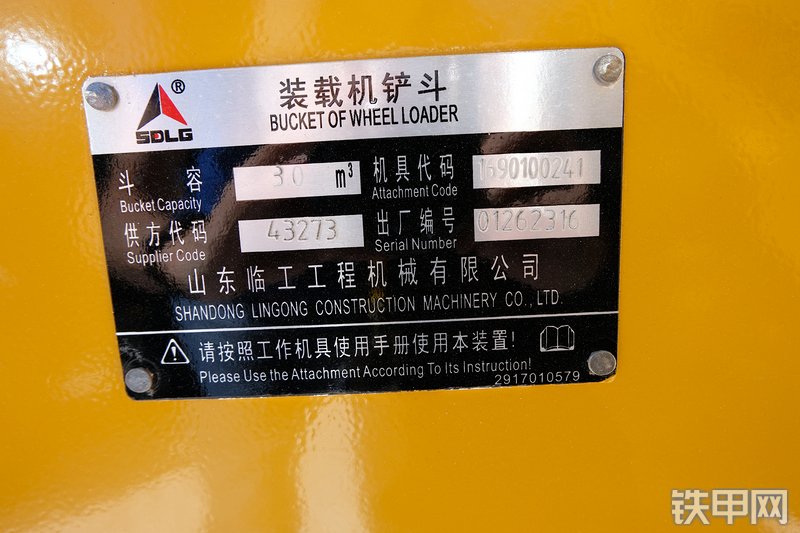 ®
SDLG
装载机铲斗
BUCKET OF WHEEL LOADER
斗 容 30 m³
Bucket Capacity
机具代码 1690100241
Attachment Code
供方代码 43273
Supplier Code
出厂编号 01262316
Serial Number
山东临工工程机械有限公司
SHANDONG LINGONG CONSTRUCTION MACHINERY CO., LTD.
请按照工作机具使用手册使用本装置!
Please Use the Attachment According To Its Instruction!
2917010579
铁甲网